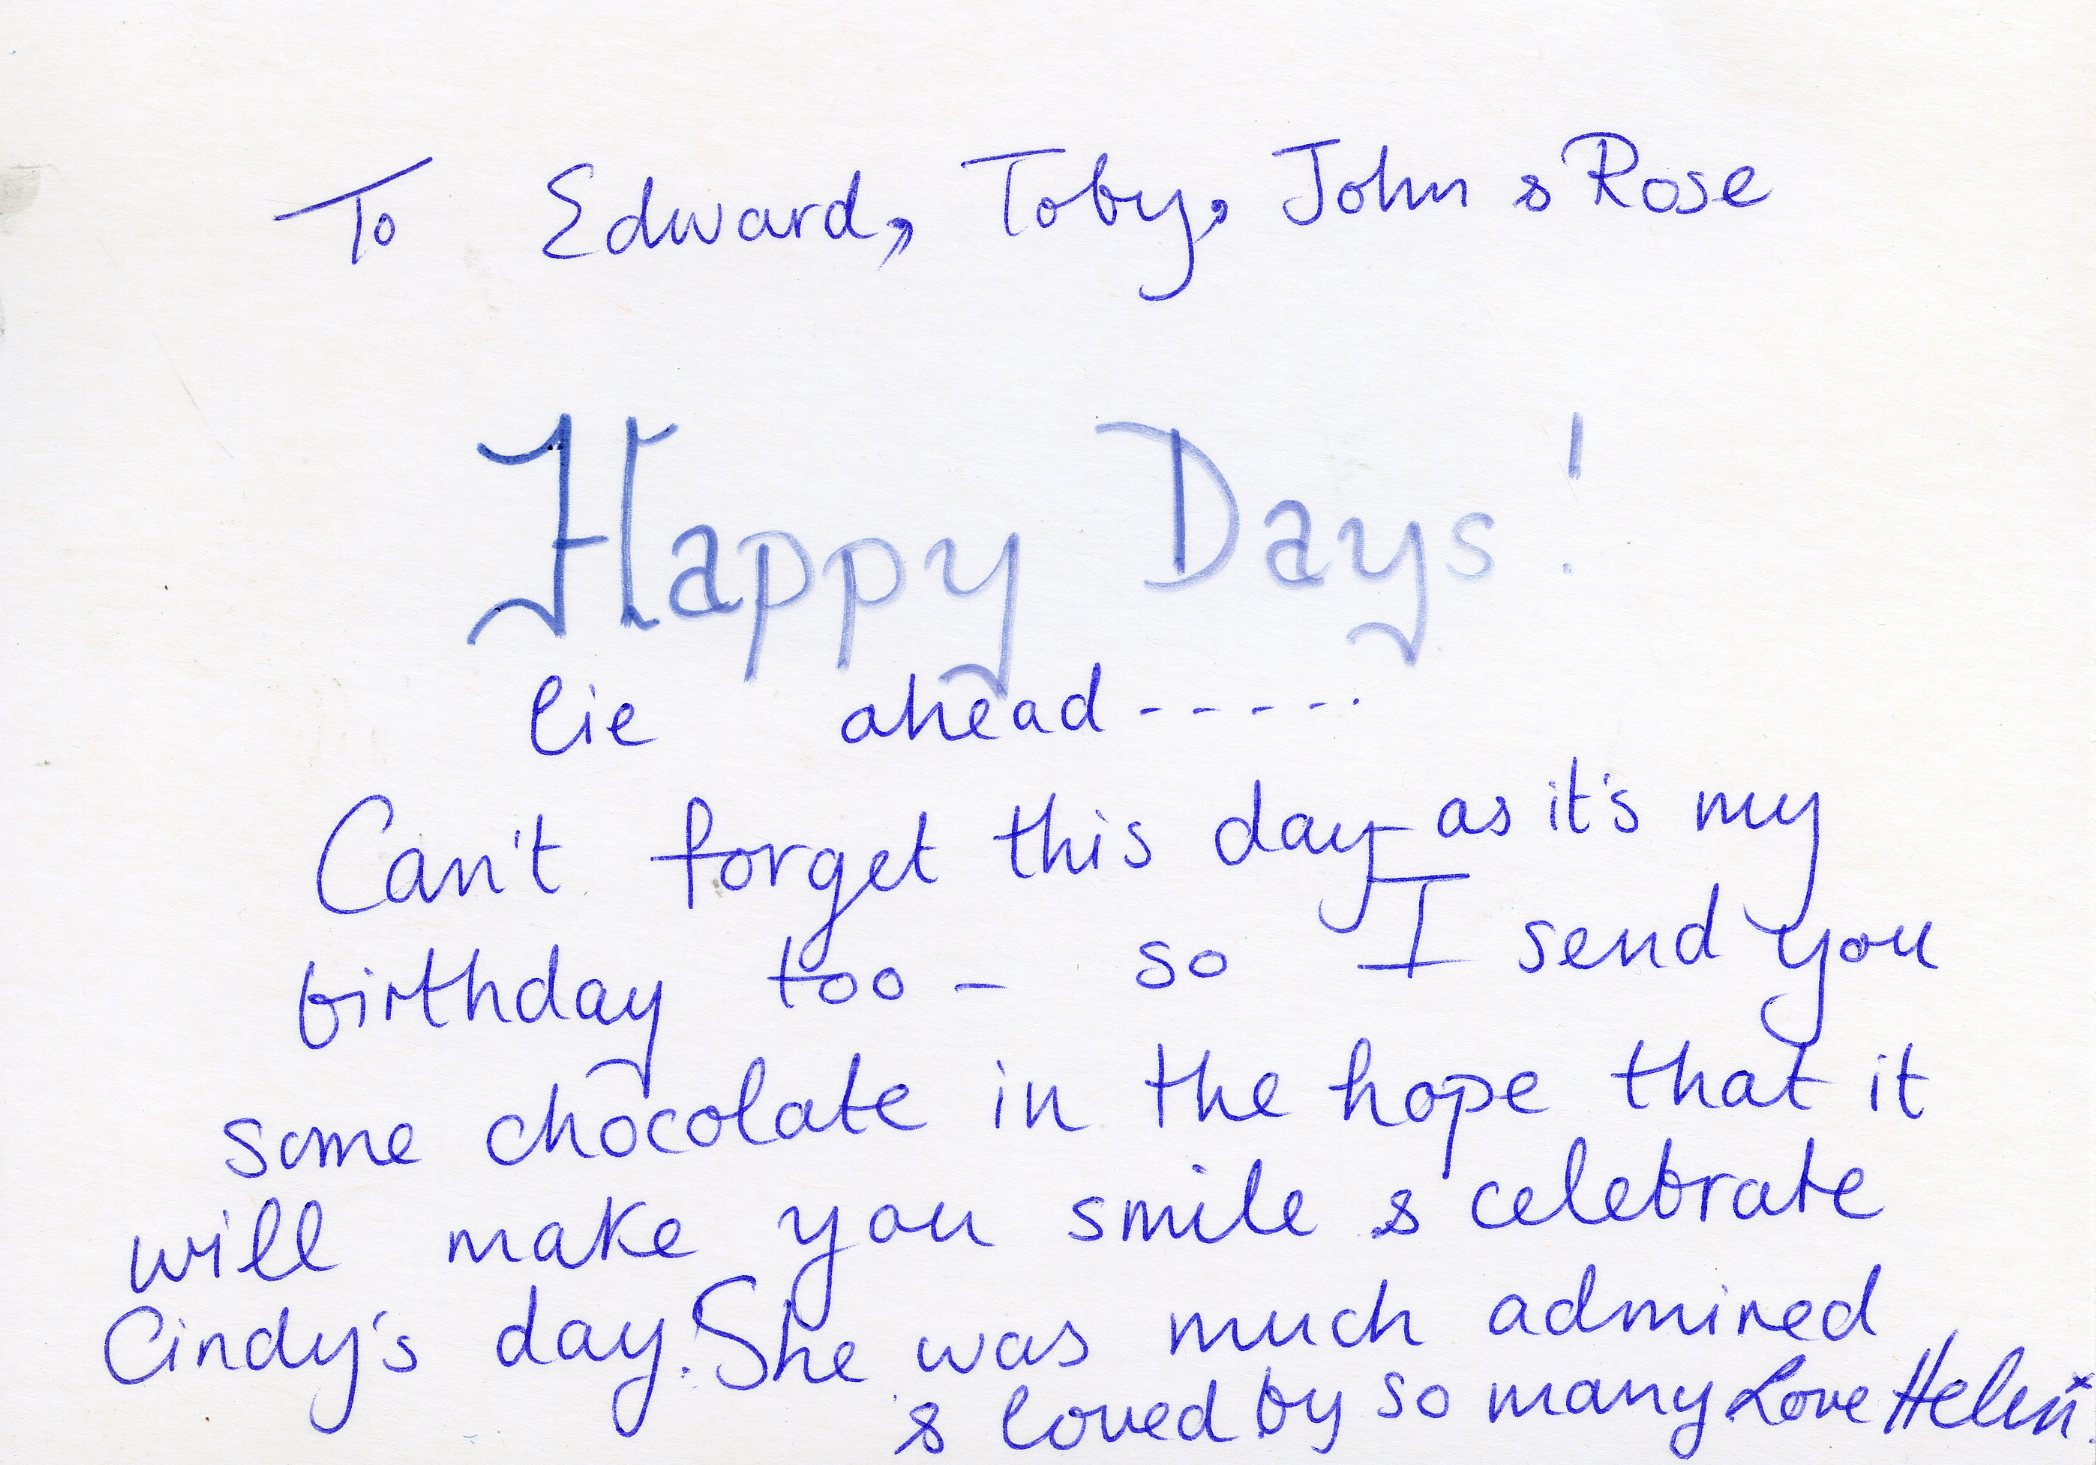 To Edward, Toby, John & Rose
Happy Days!
lie ahead-----
Can't forget this day as it's my
birthday too - so I send you
some chocolate in the hope that it
will make you smile & celebrate
Cindy's day. She was much admired
& loved by so many Love Helen x